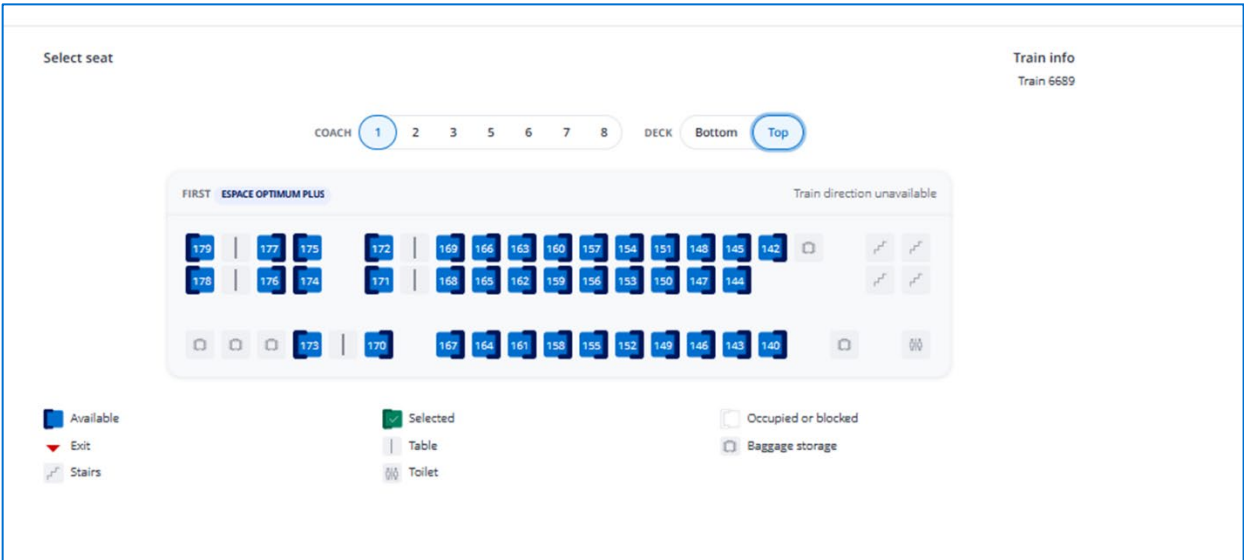 Select seat
Train info
Train 6689
COACH 1 2 3 5 6 7 8 DECK Bottom Top
FIRST ESPACE OPTIMUM PLUS Train direction unavailable
179 177 175 172 169 166 163 160 157 154 151 148 145 142
178 176 174 171 168 165 162 159 156 153 150 147 144
173 170 167 164 161 158 155 152 149 146 143 140
Available Selected Occupied or blocked
Exit Table Baggage storage
Stairs Toilet